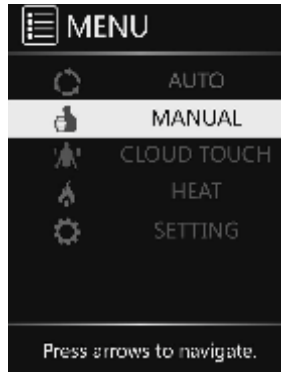 MENU
AUTO
MANUAL
CLOUD TOUCH
HEAT
SETTING
Press arrows to navigate.